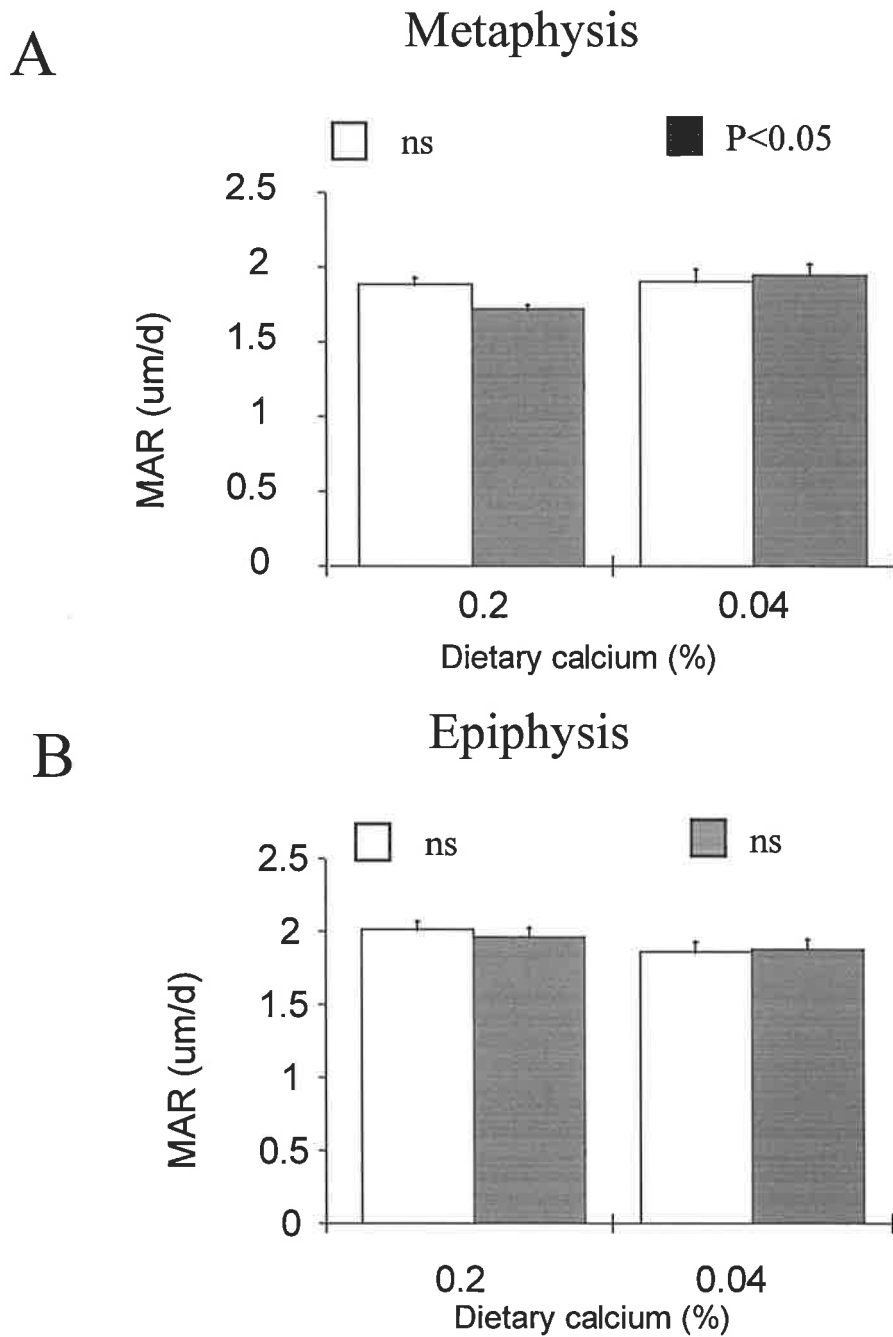 Metaphysis
A
ns
P<0.05
2.5
2
1.5
1
0.5
0
MAR (um/d)
0.2
0.04
Dietary calcium (%)
Epiphysis
B
ns
ns
2.5
2
1.5
1
0.5
0
MAR (um/d)
0.2
0.04
Dietary calcium (%)